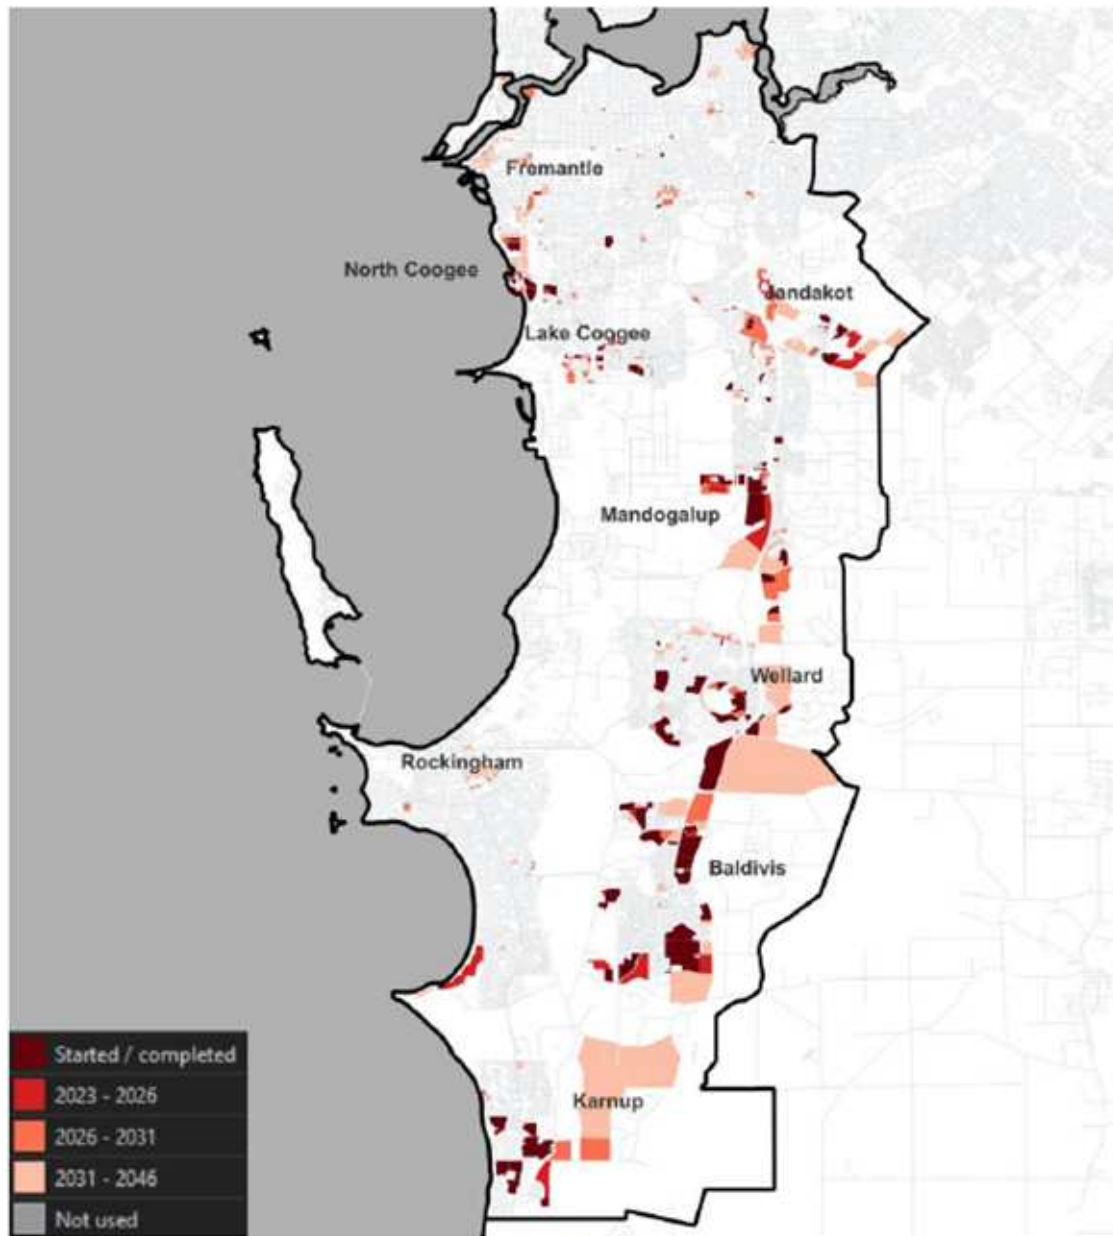 Fremantle
North Coogee
Jandakot
Lake Coogee
Mandogalup
Wellard
Rockingham
Baldivis
Karnup
Started / completed
2023 - 2026
2026 - 2031
2031 - 2046
Not used